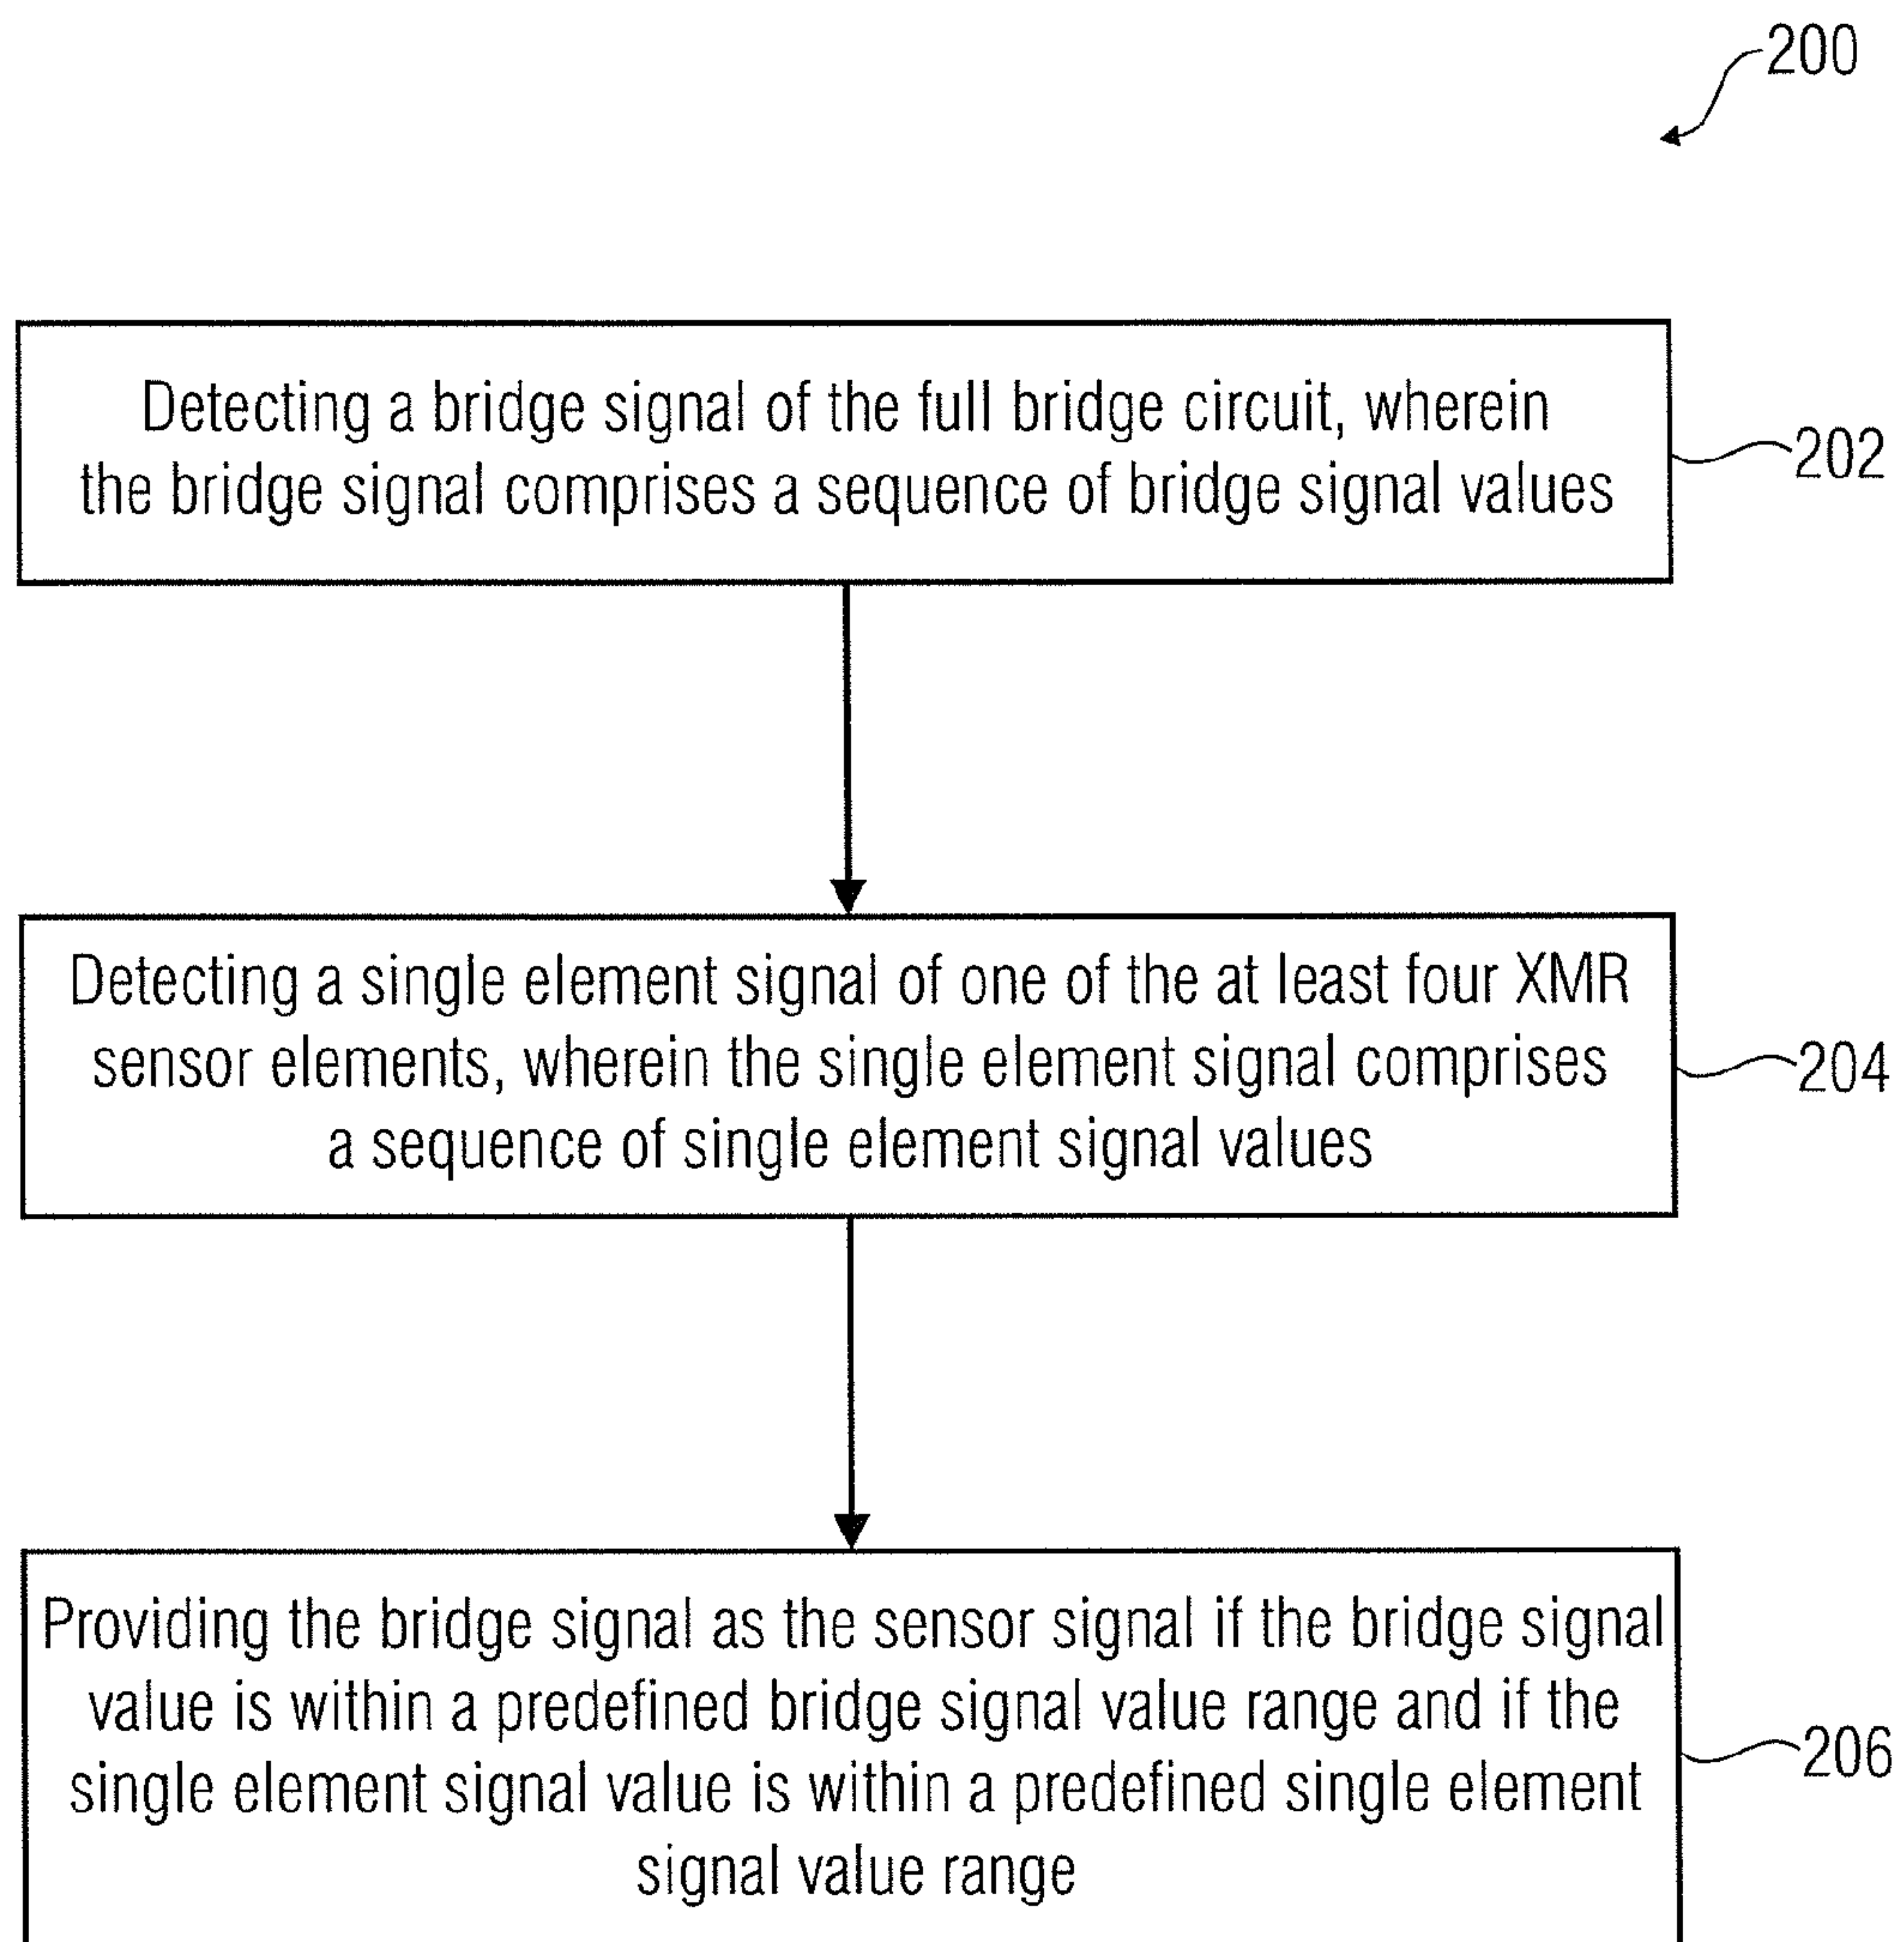 200
Detecting a bridge signal of the full bridge circuit, wherein
the bridge signal comprises a sequence of bridge signal values
202
Detecting a single element signal of one of the at least four XMR
sensor elements, wherein the single element signal comprises
a sequence of single element signal values
204
Providing the bridge signal as the sensor signal if the bridge signal
value is within a predefined bridge signal value range and if the
single element signal value is within a predefined single element
signal value range
206